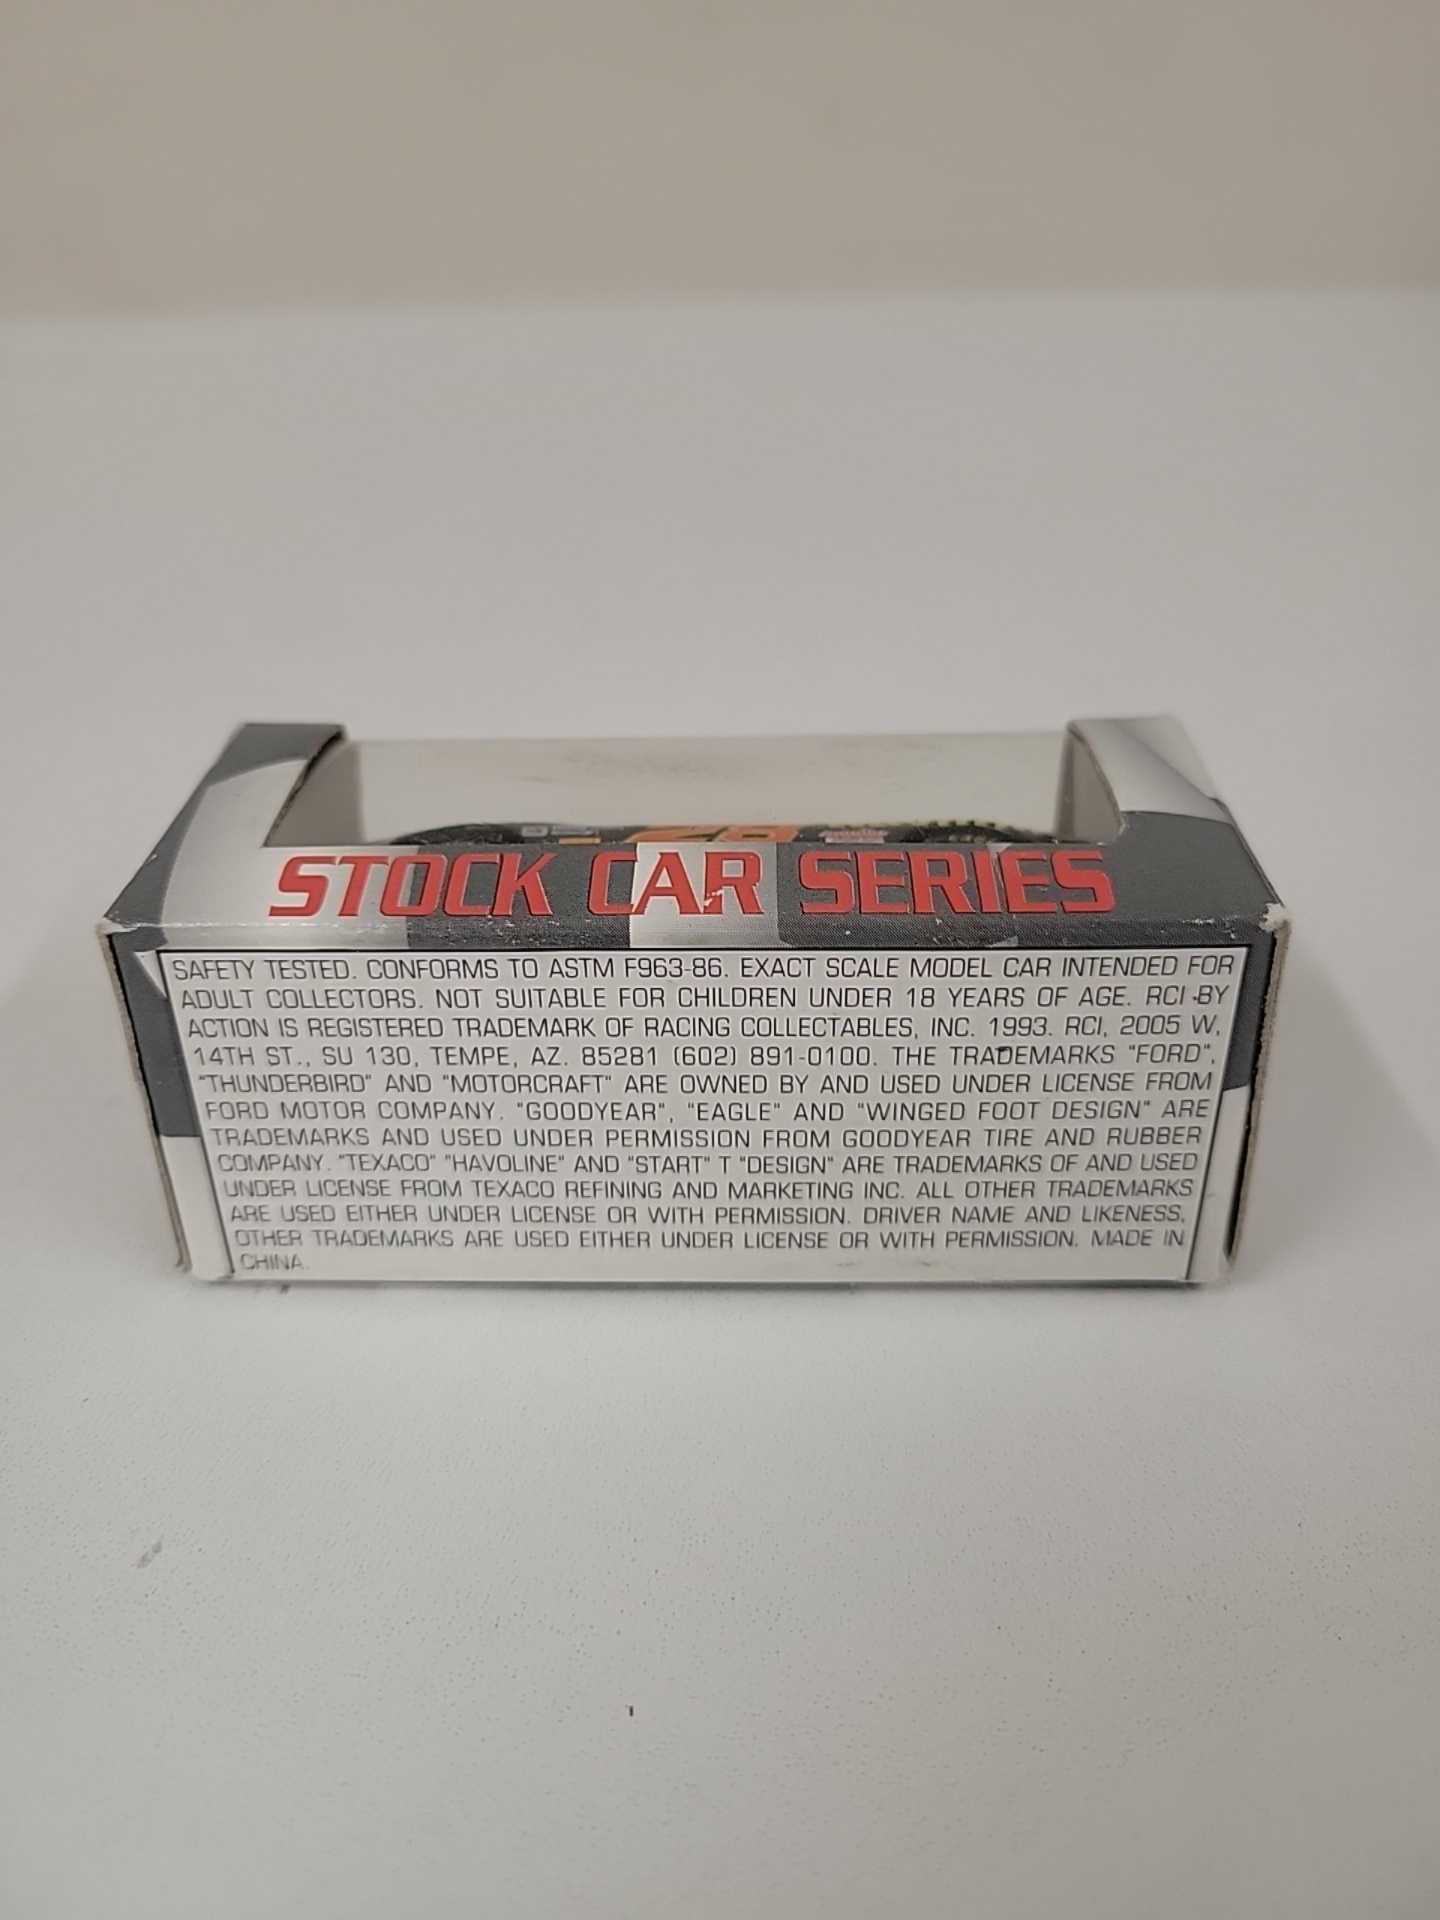 28
STOCK CAR SERIES
SAFETY TESTED. CONFORMS TO ASTM F963-86. EXACT SCALE MODEL CAR INTENDED FOR
ADULT COLLECTORS. NOT SUITABLE FOR CHILDREN UNDER 18 YEARS OF AGE. RCI BY
ACTION IS REGISTERED TRADEMARK OF RACING COLLECTABLES, INC. 1993. RCI, 2005 W,
14TH ST., SU 130, TEMPE, AZ. 85281 (602) 891-0100. THE TRADEMARKS "FORD",
"THUNDERBIRD" AND "MOTORCRAFT" ARE OWNED BY AND USED UNDER LICENSE FROM
FORD MOTOR COMPANY. "GOODYEAR", "EAGLE" AND "WINGED FOOT DESIGN" ARE
TRADEMARKS AND USED UNDER PERMISSION FROM GOODYEAR TIRE AND RUBBER
COMPANY. "TEXACO" "HAVOLINE" AND "START" T "DESIGN" ARE TRADEMARKS OF AND USED
UNDER LICENSE FROM TEXACO REFINING AND MARKETING INC. ALL OTHER TRADEMARKS
ARE USED EITHER UNDER LICENSE OR WITH PERMISSION. DRIVER NAME AND LIKENESS,
OTHER TRADEMARKS ARE USED EITHER UNDER LICENSE OR WITH PERMISSION. MADE IN
CHINA.